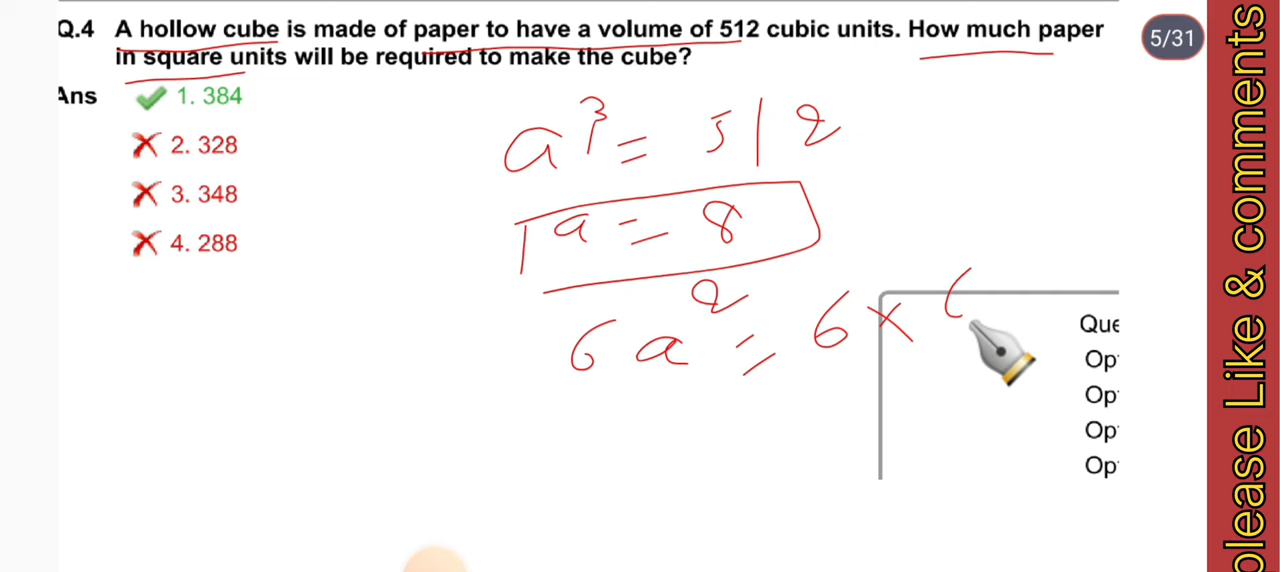 Q.4 A hollow cube is made of paper to have a volume of 512 cubic units. How much paper
in square units will be required to make the cube?
5/31
Ans 1. 384
2. 328
3. 348
4. 288
a³ = 512
a = 8
6a² = 6 × (
Que
Op
Op
Op
Op
please Like & comments